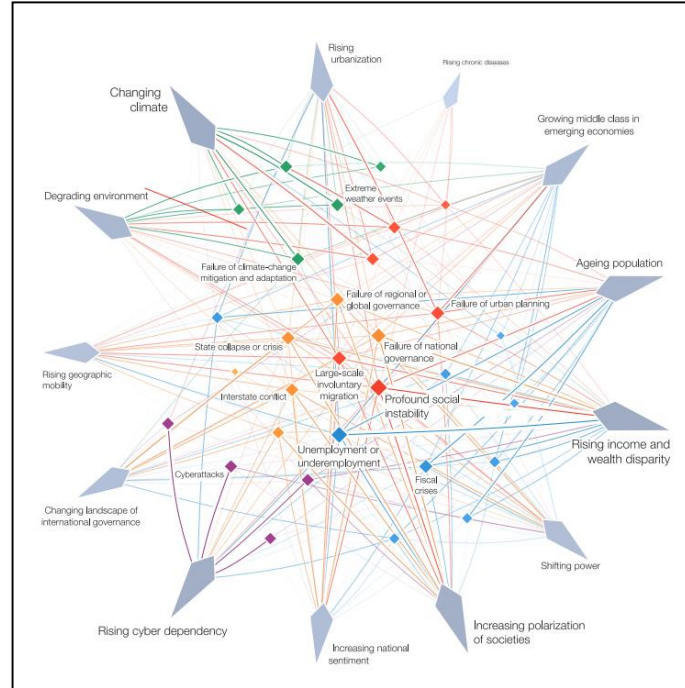 Rising
urbanization
Rising chronic diseases
Changing
climate
Growing middle class in
emerging economies
Degrading environment
Extreme
weather events
Ageing population
Failure of climate-change
mitigation and adaptation
Failure of regional or
global governance
Failure of urban planning
State collapse or crisis
Failure of national
governance
Rising geographic
mobility
Large-scale
involuntary
migration
Interstate conflict
Profound social
instability
Rising income and
wealth disparity
Unemployment or
underemployment
Cyberattacks
Fiscal
crises
Changing landscape of
international governance
Shifting power
Rising cyber dependency
Increasing national
sentiment
Increasing polarization
of societies